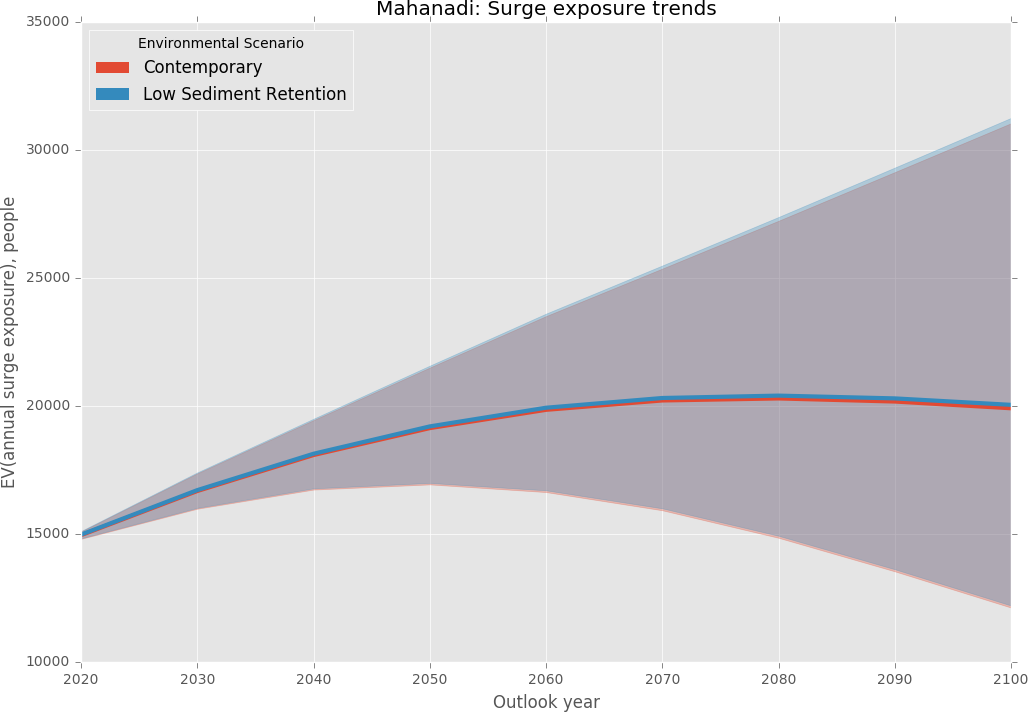 Mahanadi: Surge exposure trends
Environmental Scenario
Contemporary
Low Sediment Retention
EV(annual surge exposure), people
35000
30000
25000
20000
15000
10000
2020 2030 2040 2050 2060 2070 2080 2090 2100
Outlook year